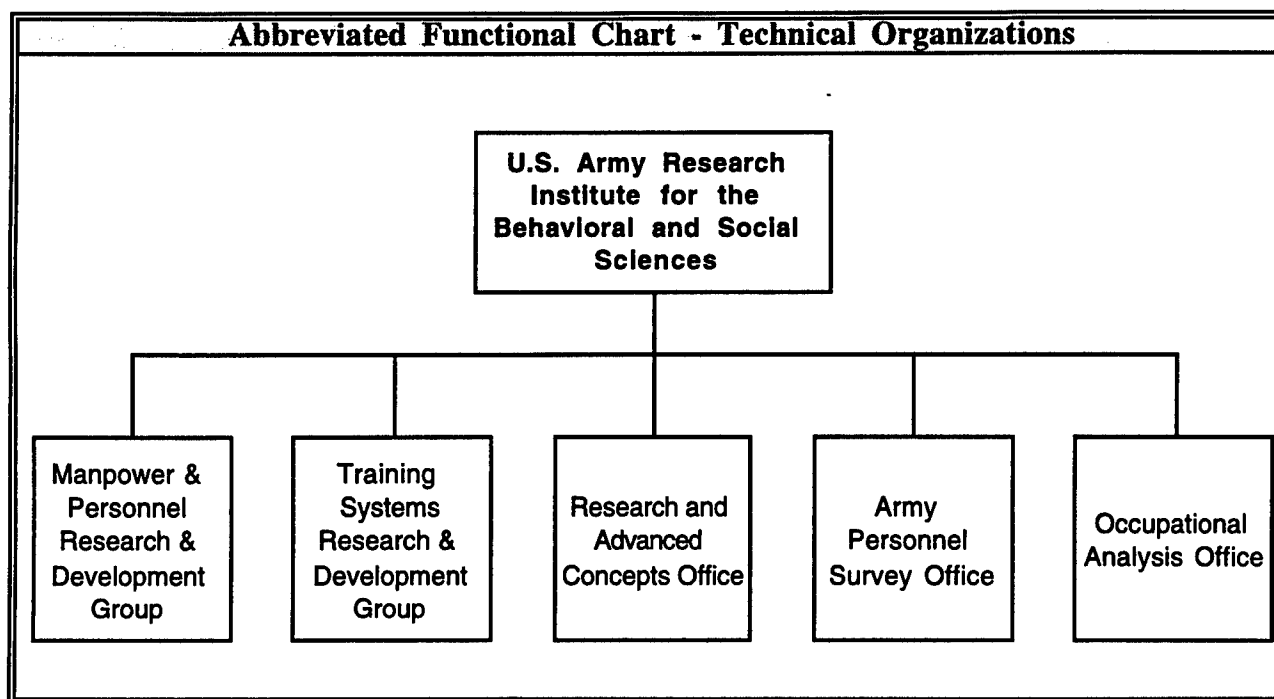 Abbreviated Functional Chart - Technical Organizations
U.S. Army Research
Institute for the
Behavioral and Social
Sciences
Manpower &
Personnel
Research &
Development
Group
Training
Systems
Research &
Development
Group
Research and
Advanced
Concepts Office
Army
Personnel
Survey Office
Occupational
Analysis Office